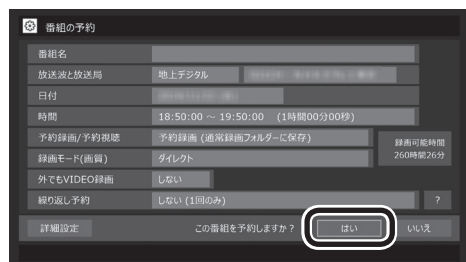 番組の予約
番組名
放送波と放送局 地上デジタル
日付
時間 18:50:00 ～ 19:50:00 (1時間00分00秒)
予約録画/予約視聴 予約録画 (通常録画フォルダーに保存)
録画可能時間
260時間26分
録画モード(画質) ダイレクト
外でもVIDEO録画 しない
繰り返し予約 しない (1回のみ) ?
詳細設定 この番組を予約しますか? はい いいえ